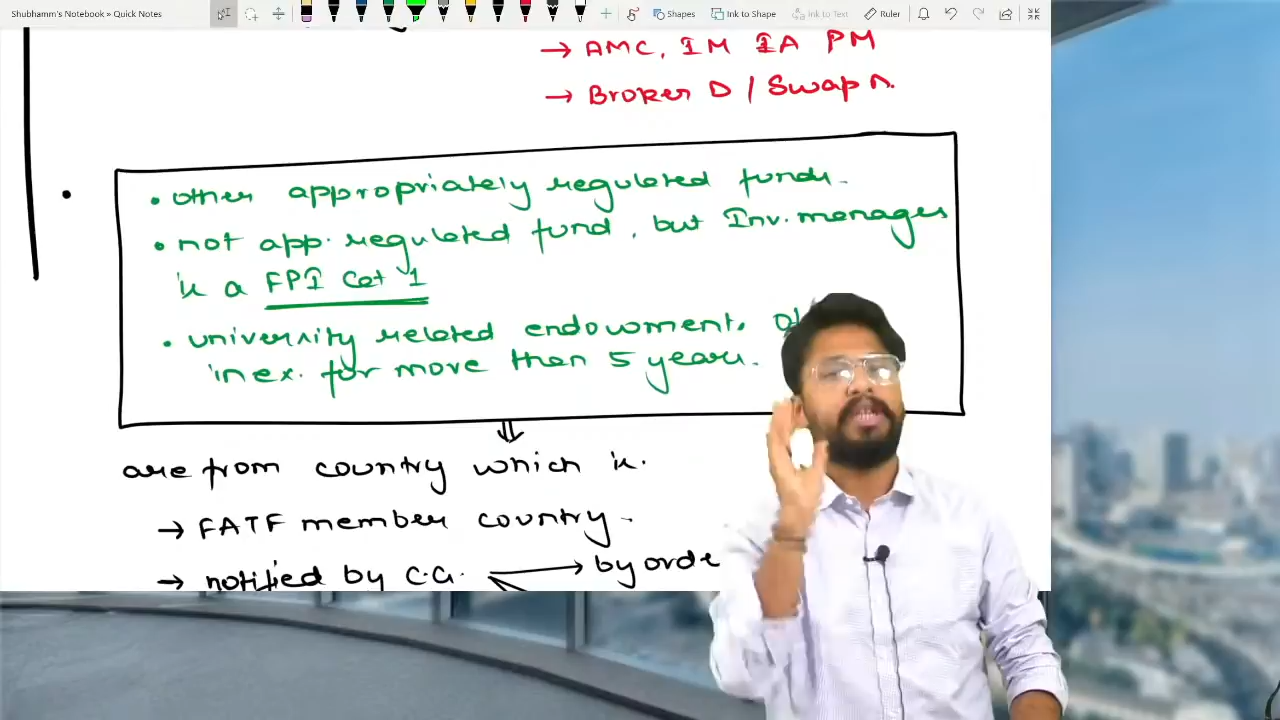 Shubhamm's Notebook » Quick Notes
Shapes
Ink to Shape
Ink to Text
Ruler
→ AMC, IM IA PM
→ Broker D / Swap D.
• other appropriately regulated funds.
• not app. regulated fund, but Inv. manages
is a FPI Cat 1
• university related endowment.
in ex. for more then 5 years.
are from country which is.
→ FATF member country.
→ notified by C.G. → by orde